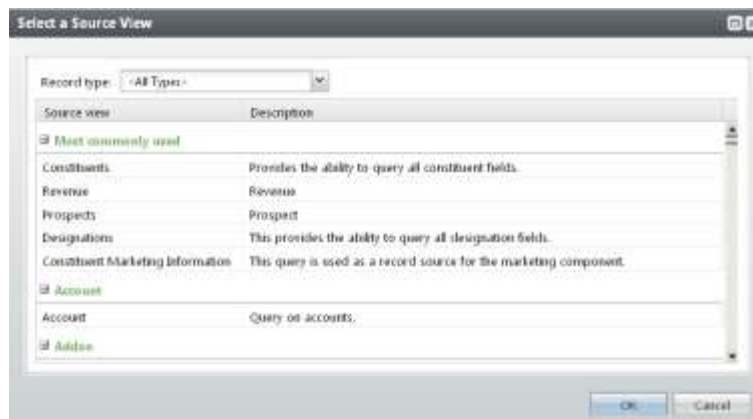 Select a Source View
Record type: <All Types>
Source view Description
Most commonly used
Constituents Provides the ability to query all constituent fields.
Revenue Revenue
Prospects Prospect
Designations This provides the ability to query all designation fields.
Constituent Marketing Information This query is used as a record source for the marketing component.
Account
Account Query on accounts.
Addon
OK Cancel